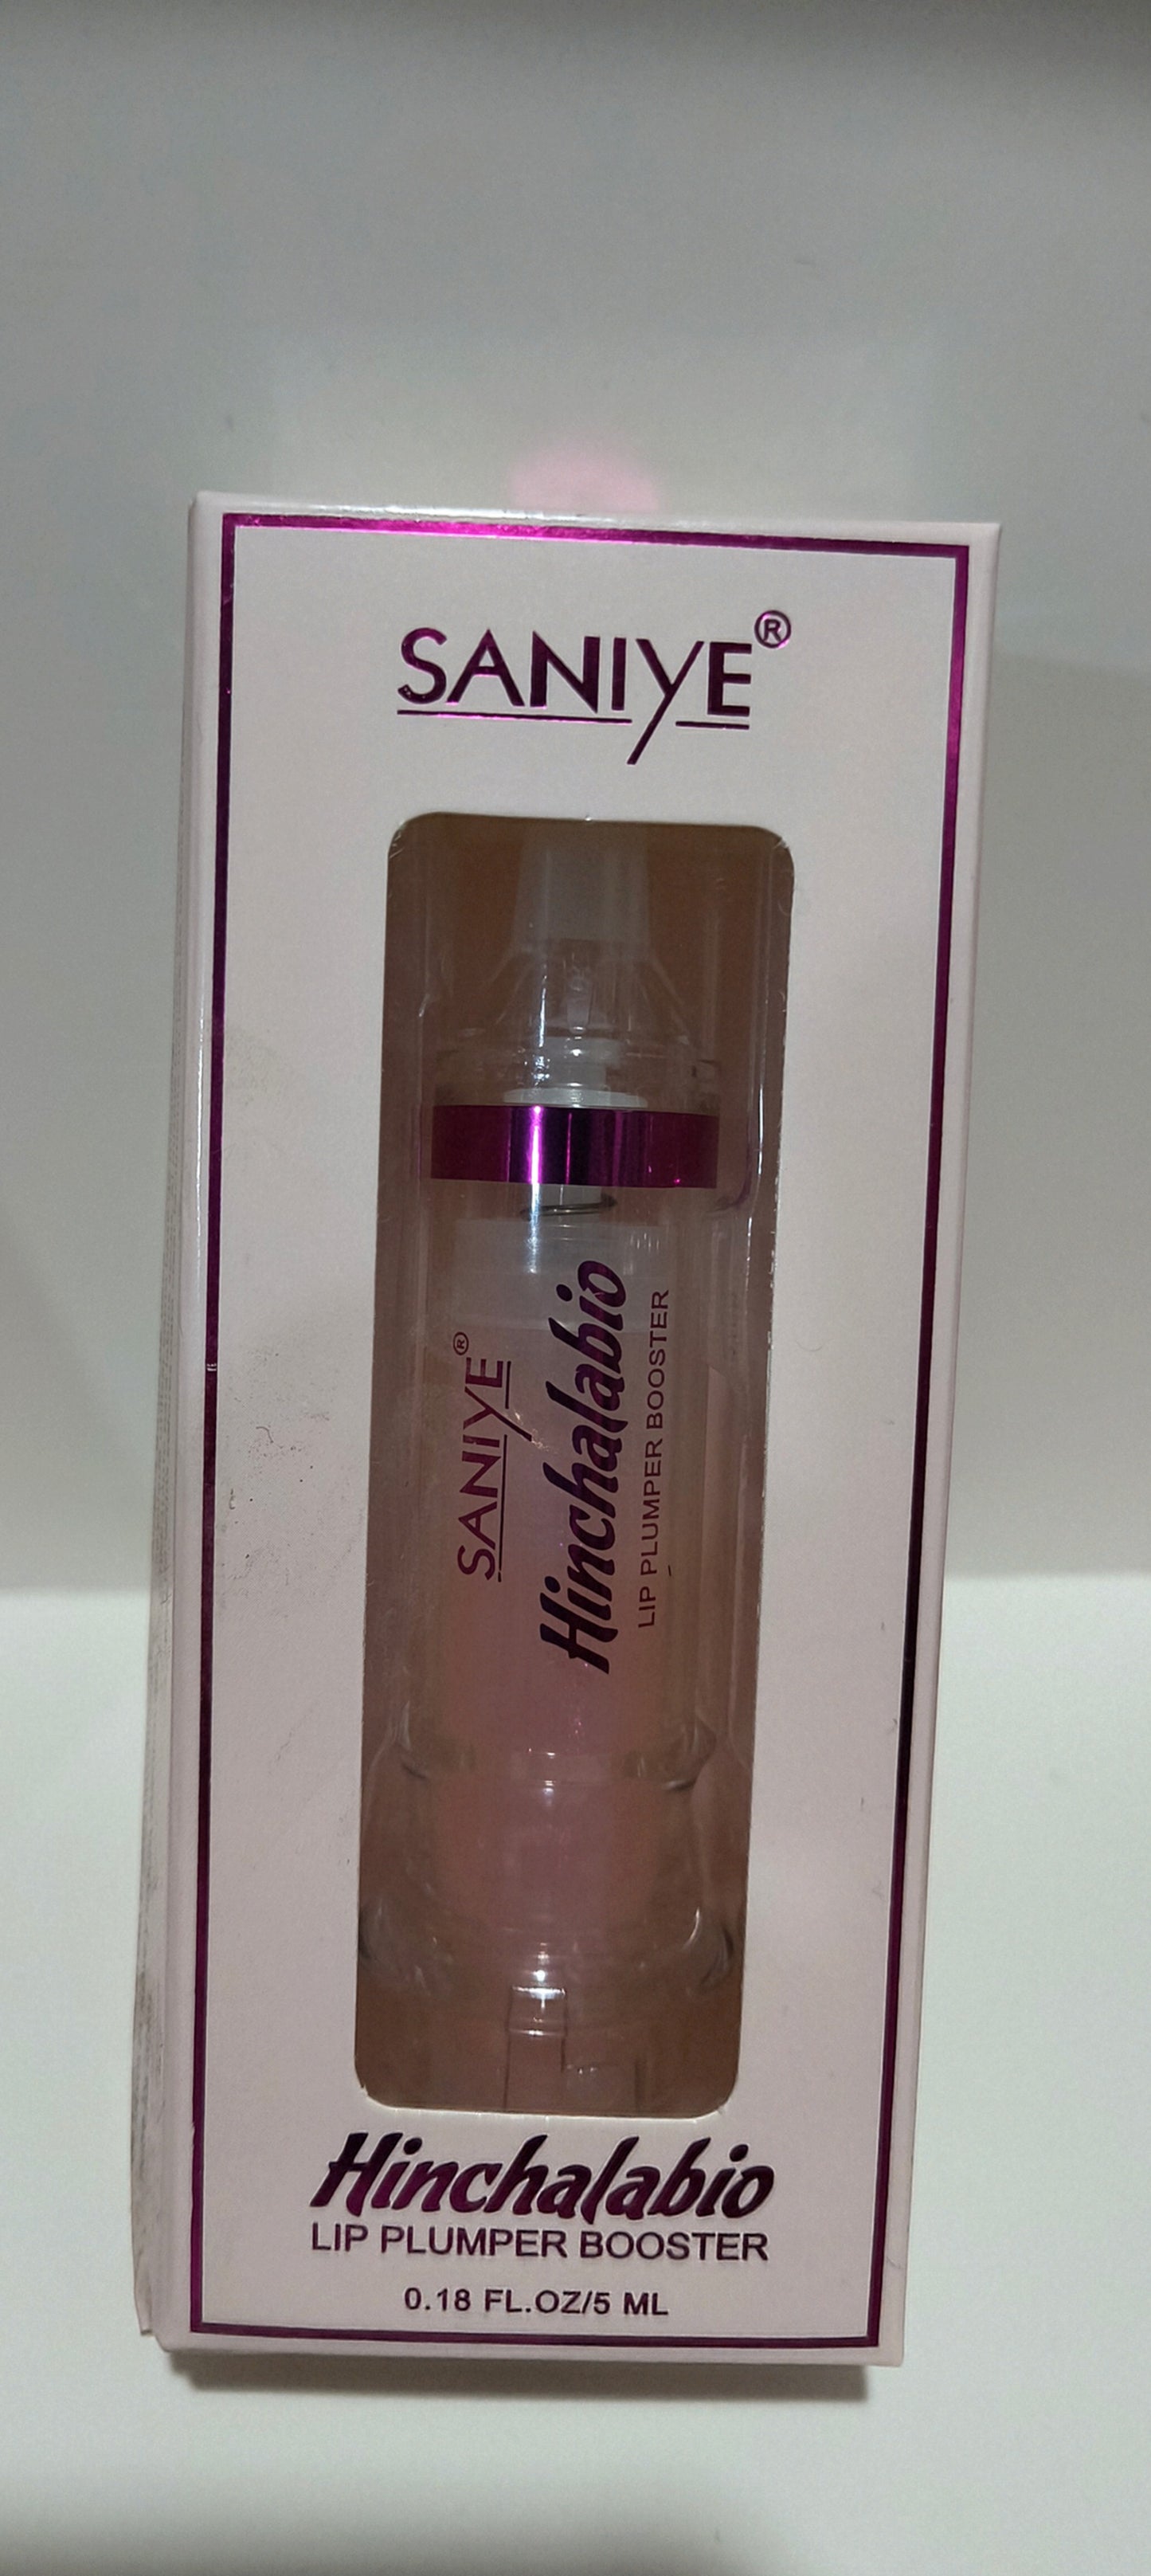 SANIYE®
SANIYE®
Hinchalabio
LIP PLUMPER BOOSTER
Hinchalabio
LIP PLUMPER BOOSTER
0.18 FL.OZ/5 ML